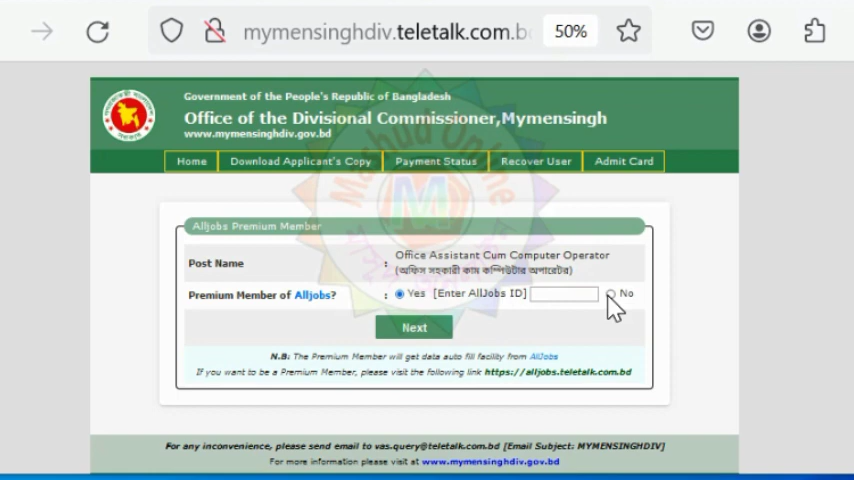 mymensinghdiv.teletalk.com.b
50%
Government of the People's Republic of Bangladesh
Office of the Divisional Commissioner,Mymensingh
www.mymensinghdiv.gov.bd
Home Download Applicant's Copy Payment Status Recover User Admit Card
Mashud Online
M
Alljobs Premium Member
Post Name : Office Assistant Cum Computer Operator
(অফিস সহকারী কাম কম্পিউটার অপারেটর)
Premium Member of Alljobs? : Yes [Enter AllJobs ID] No
Next
N.B: The Premium Member will get data auto fill facility from AllJobs
If you want to be a Premium Member, please visit the following link https://alljobs.teletalk.com.bd
For any inconvenience, please send email to vas.query@teletalk.com.bd [Email Subject: MYMENSINGHDIV]
For more information please visit at www.mymensinghdiv.gov.bd